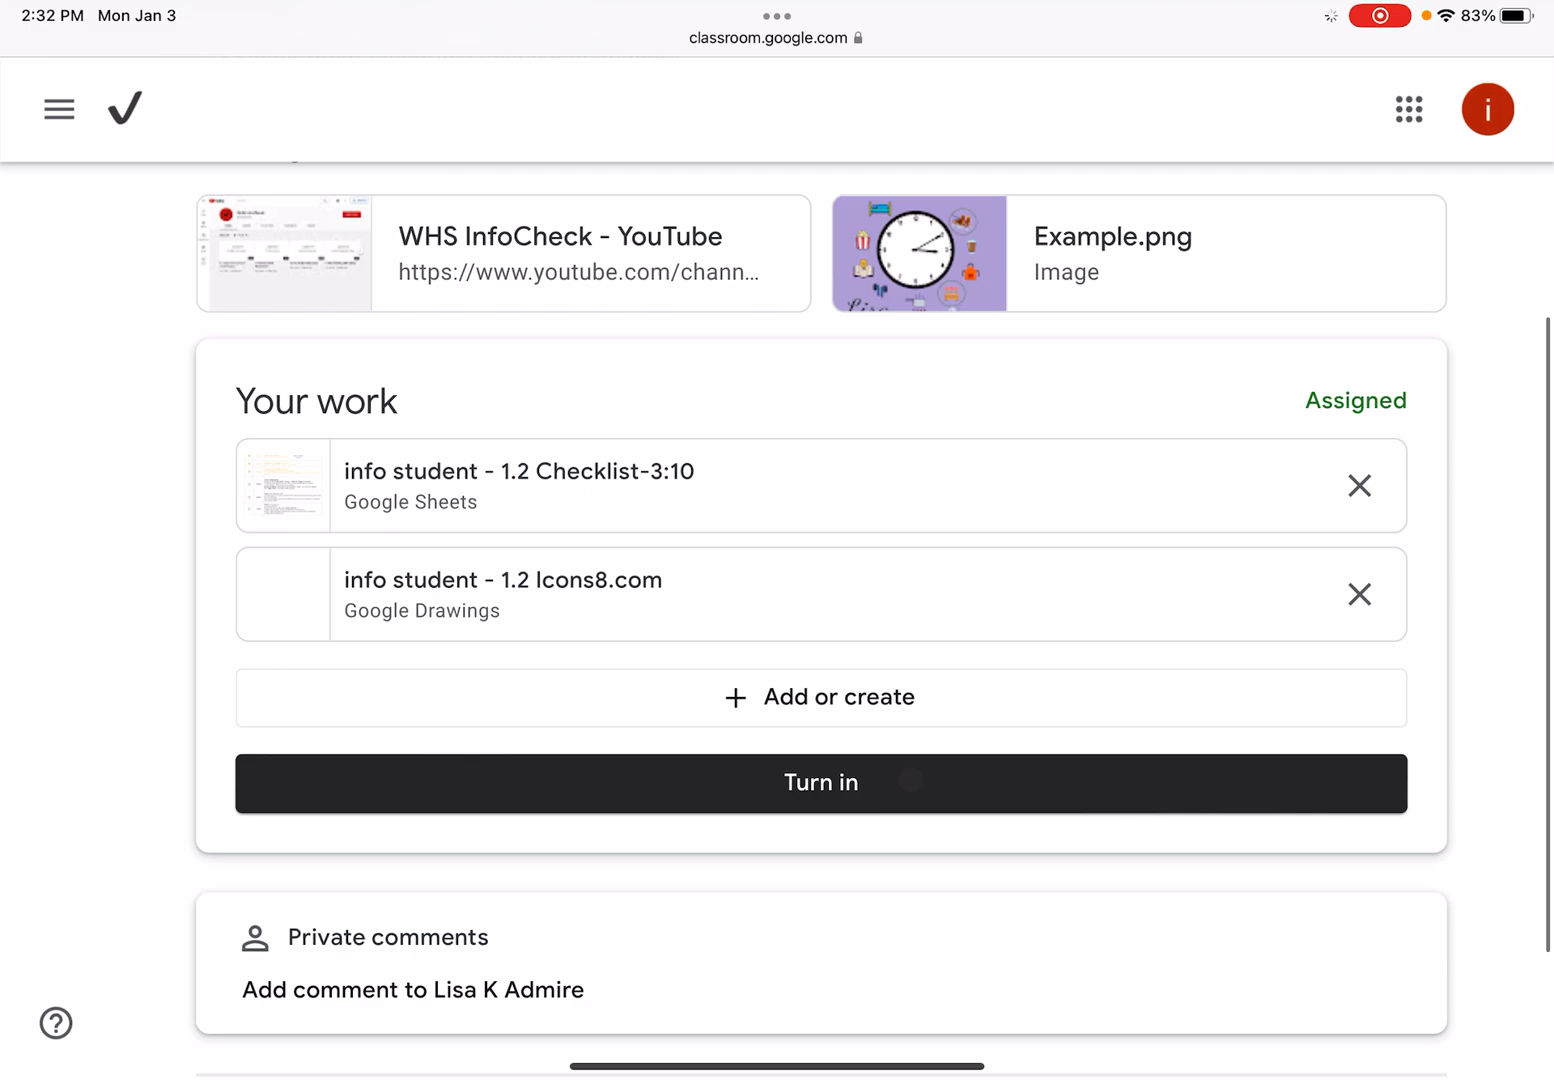 2:32 PM Mon Jan 3
classroom.google.com
83%
i
WHS InfoCheck - YouTube
https://www.youtube.com/chann...
Example.png
Image
Your work
Assigned
info student - 1.2 Checklist-3:10
Google Sheets
info student - 1.2 Icons8.com
Google Drawings
+ Add or create
Turn in
Private comments
Add comment to Lisa K Admire
?